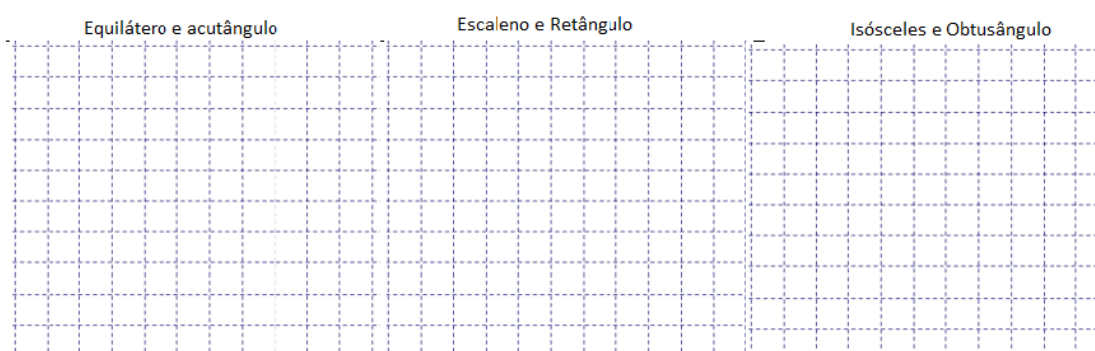 Equilátero e acutângulo
Escaleno e Retângulo
Isósceles e Obtusângulo